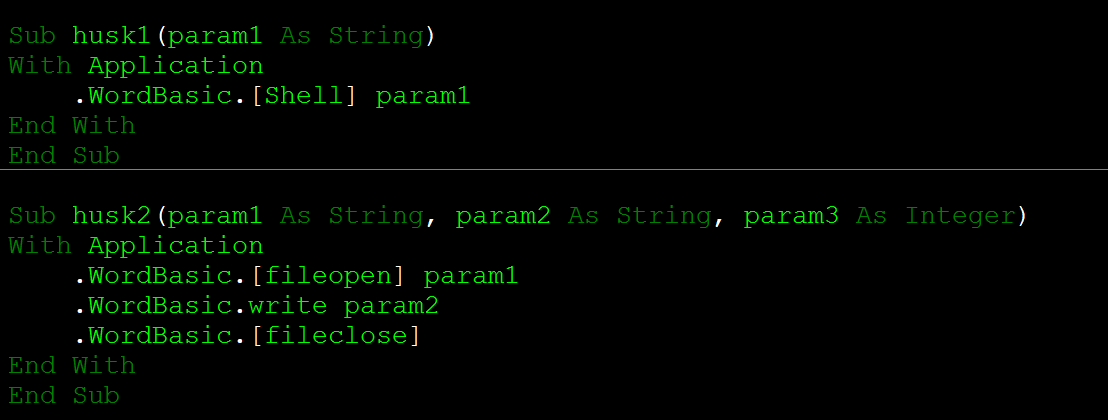 Sub husk1(param1 As String)
With Application
    .WordBasic.[Shell] param1
End With
End Sub
Sub husk2(param1 As String, param2 As String, param3 As Integer)
With Application
    .WordBasic.[fileopen] param1
    .WordBasic.write param2
    .WordBasic.[fileclose]
End With
End Sub